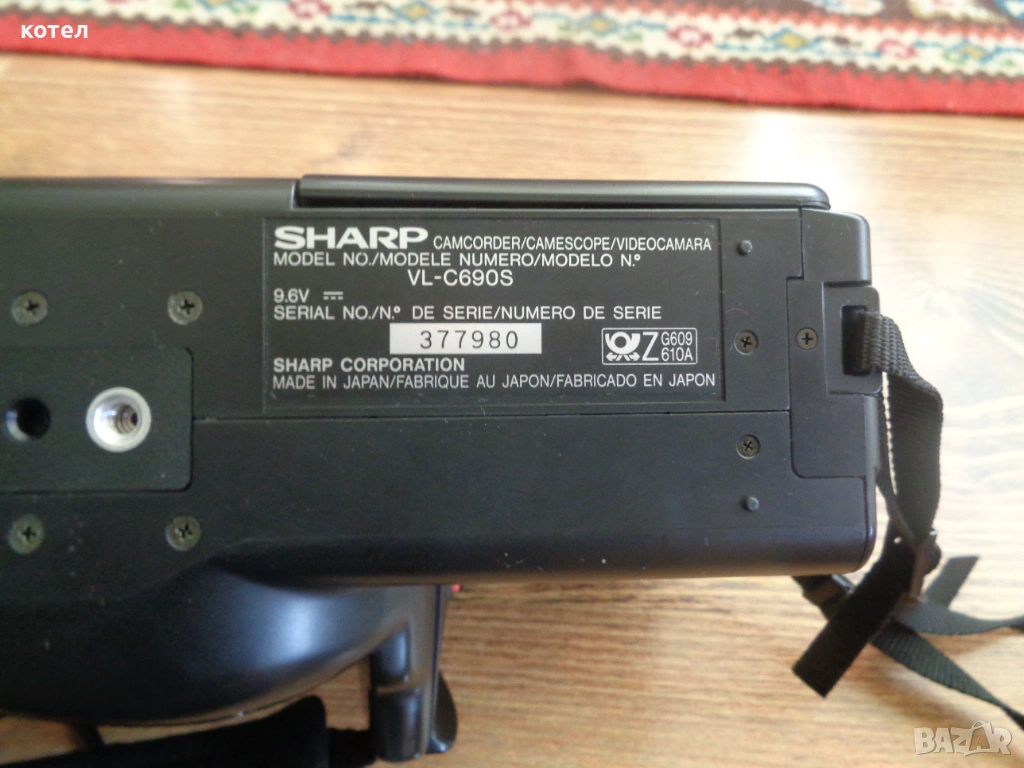 котел
SHARP CAMCORDER/CAMESCOPE/VIDEOCAMARA
MODEL NO./MODELE NUMERO/MODELO N.º
VL-C690S
9.6V
SERIAL NO./N.º DE SERIE/NUMERO DE SERIE
377980
Z G609
610A
SHARP CORPORATION
MADE IN JAPAN/FABRIQUE AU JAPON/FABRICADO EN JAPON
BAZAR